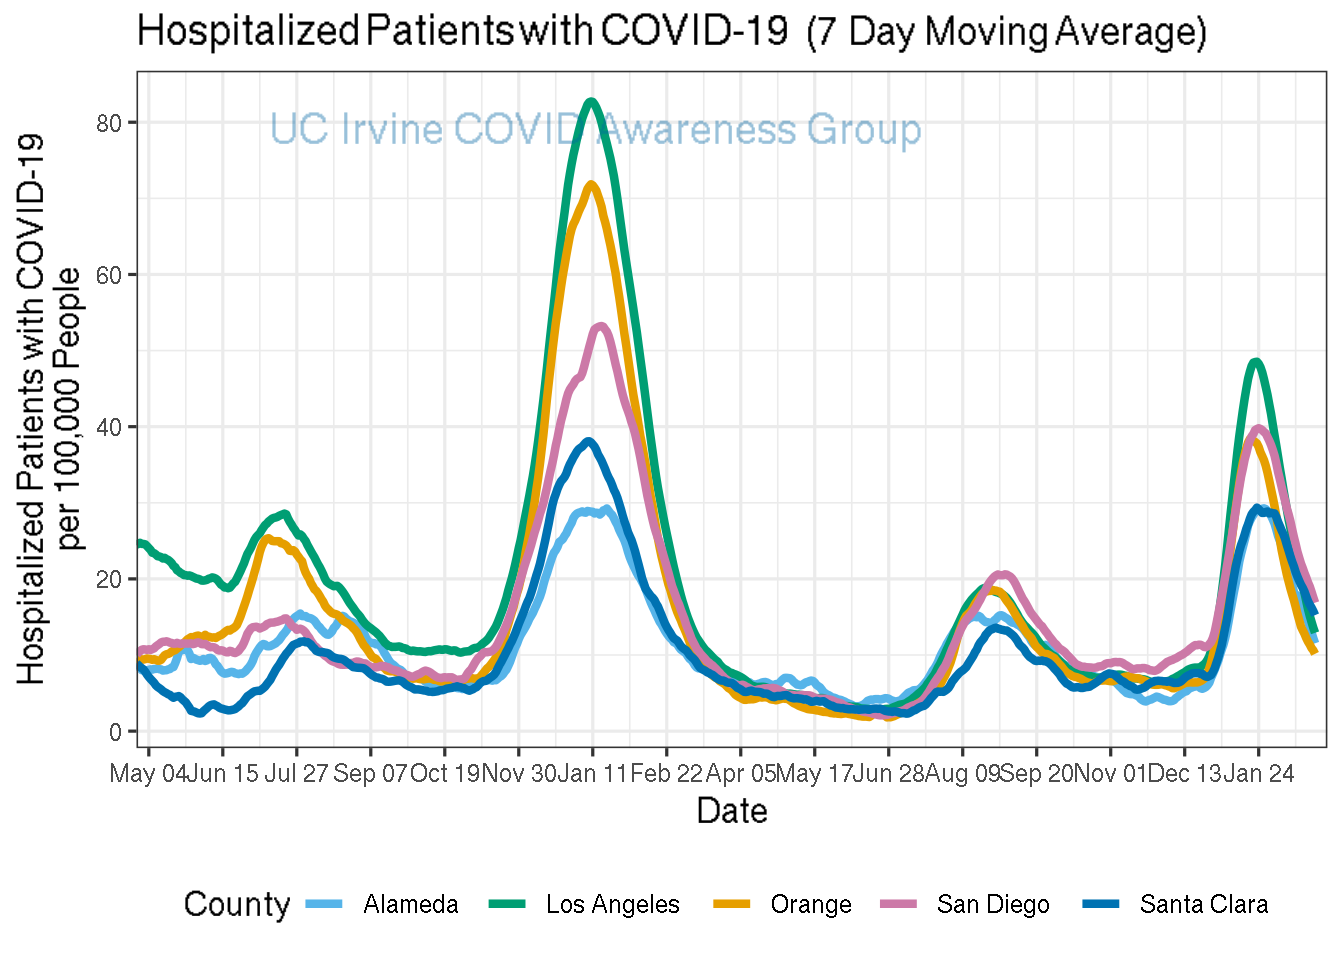 Hospitalized Patients with COVID-19 (7 Day Moving Average)
UC Irvine COVID Awareness Group
Hospitalized Patients with COVID-19
per 100,000 People
80
60
40
20
0
May 04 Jun 15 Jul 27 Sep 07 Oct 19 Nov 30 Jan 11 Feb 22 Apr 05 May 17 Jun 28 Aug 09 Sep 20 Nov 01 Dec 13 Jan 24
Date
County Alameda Los Angeles Orange San Diego Santa Clara